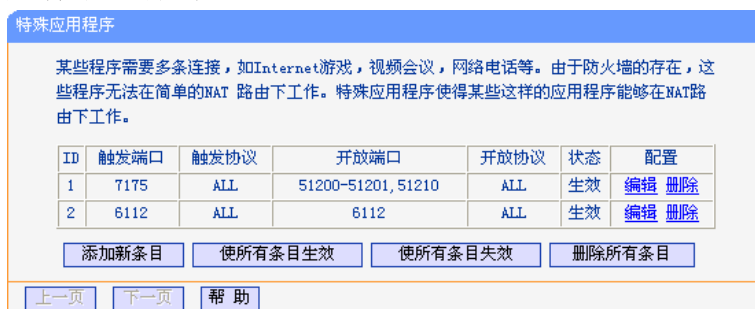 特殊应用程序
某些程序需要多条连接，如Internet游戏，视频会议，网络电话等。由于防火墙的存在，这
些程序无法在简单的NAT 路由下工作。特殊应用程序使得某些这样的应用程序能够在NAT路
由下工作。
ID 触发端口 触发协议 开放端口 开放协议 状态 配置
1 7175 ALL 51200-51201,51210 ALL 生效 编辑 删除
2 6112 ALL 6112 ALL 生效 编辑 删除
添加新条目 使所有条目生效 使所有条目失效 删除所有条目
上一页 下一页 帮 助